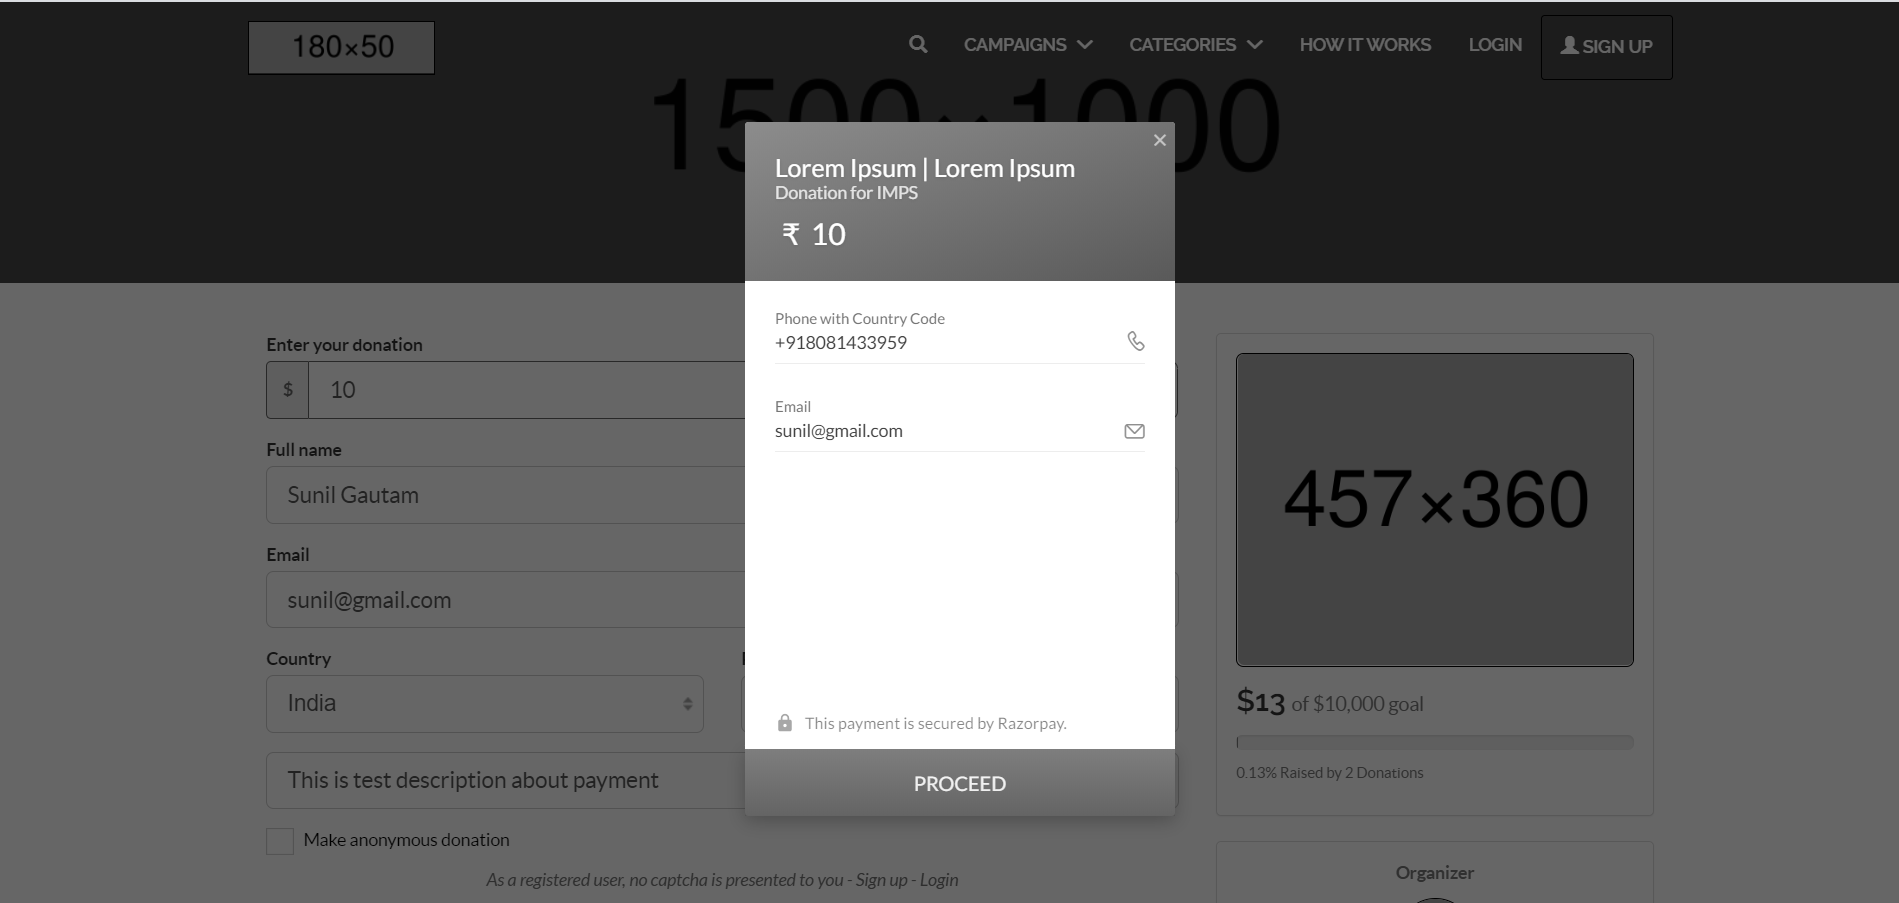 180×50
CAMPAIGNS
CATEGORIES
HOW IT WORKS
LOGIN
SIGN UP
1500×1000
Lorem Ipsum | Lorem Ipsum
Donation for IMPS
₹ 10
Phone with Country Code
+918081433959
Email
sunil@gmail.com
This payment is secured by Razorpay.
PROCEED
Enter your donation
$ 10
Full name
Sunil Gautam
Email
sunil@gmail.com
Country
India
This is test description about payment
Make anonymous donation
As a registered user, no captcha is presented to you - Sign up - Login
457×360
$13 of $10,000 goal
0.13% Raised by 2 Donations
Organizer